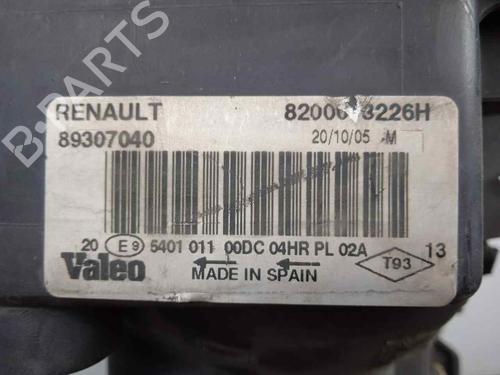 RENAULT
89307040
20/10/05 M
20 E9 5401 011 00DC 04HR PL 02A
Valeo
MADE IN SPAIN
T93
13
B-PARTS